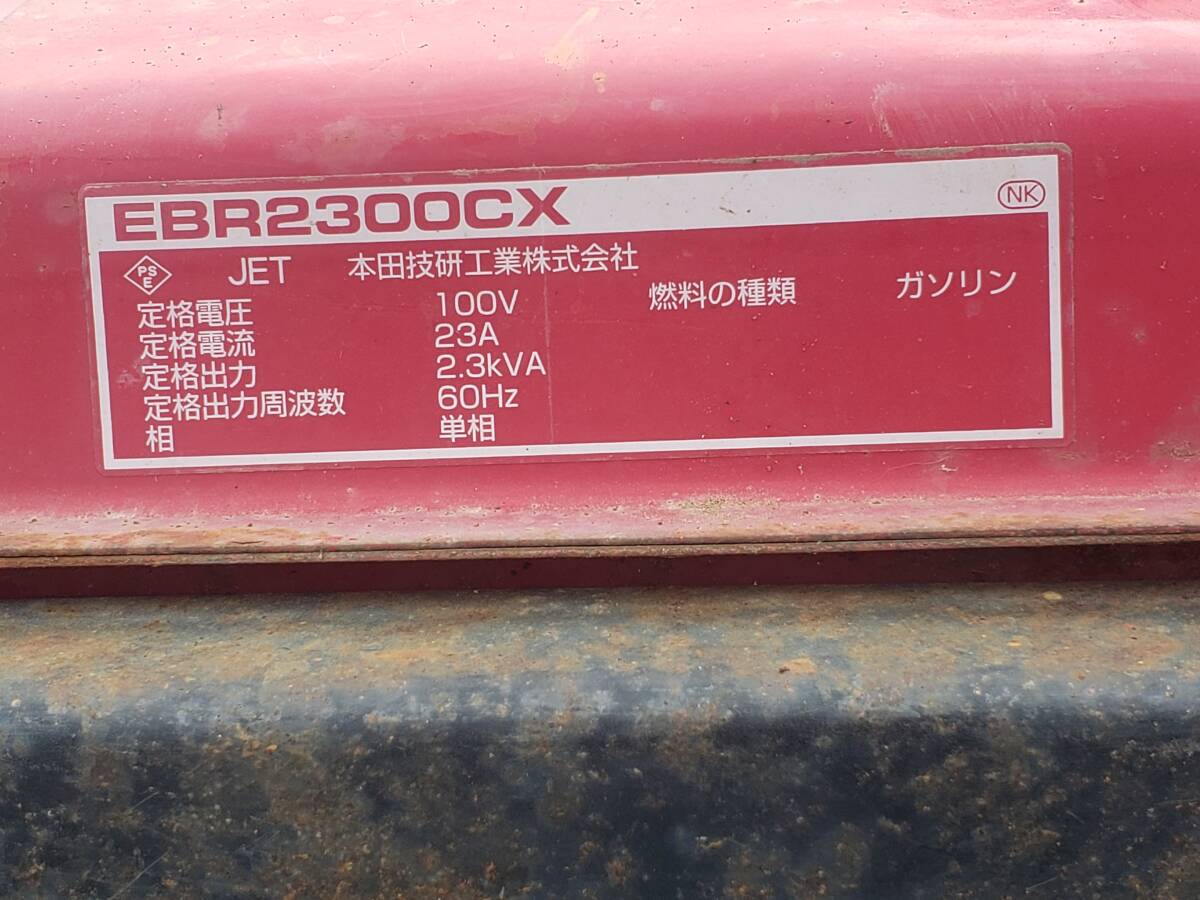 EBR2300CX NK
PSE JET 本田技研工業株式会社
定格電圧 100V 燃料の種類 ガソリン
定格電流 23A
定格出力 2.3kVA
定格出力周波数 60Hz
相 単相